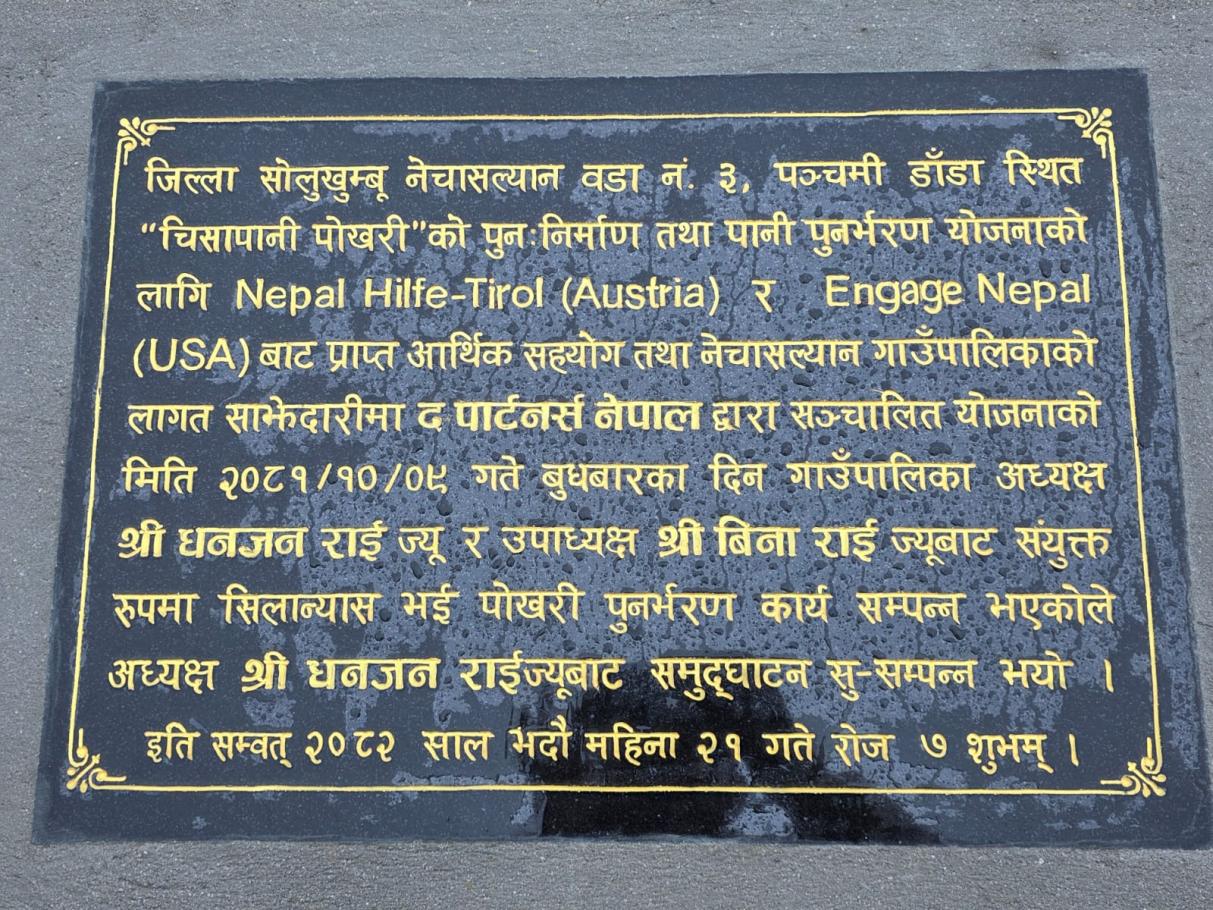 जिल्ला सोलुखुम्बू नेचासल्यान वडा नं. ३, पञ्चमी डाँडा स्थित
“चिसापानी पोखरी”को पुन:निर्माण तथा पानी पुनर्भरण योजनाको
लागि Nepal Hilfe-Tirol (Austria) र Engage Nepal
(USA) बाट प्राप्त आर्थिक सहयोग तथा नेचासल्यान गाउँपालिकाको
लागत साझेदारीमा द पार्टनर्स नेपाल द्वारा सञ्चालित योजनाको
मिति २०८१/१०/०९ गते बुधबारका दिन गाउँपालिका अध्यक्ष
श्री धनजन राई ज्यू र उपाध्यक्ष श्री बिना राई ज्यूबाट संयुक्त
रुपमा सिलान्यास भई पोखरी पुनर्भरण कार्य सम्पन्न भएकोले
अध्यक्ष श्री धनजन राईज्यूबाट समुद्घाटन सु-सम्पन्न भयो ।
इति सम्वत् २०८२ साल भदौ महिना २१ गते रोज ७ शुभम् ।